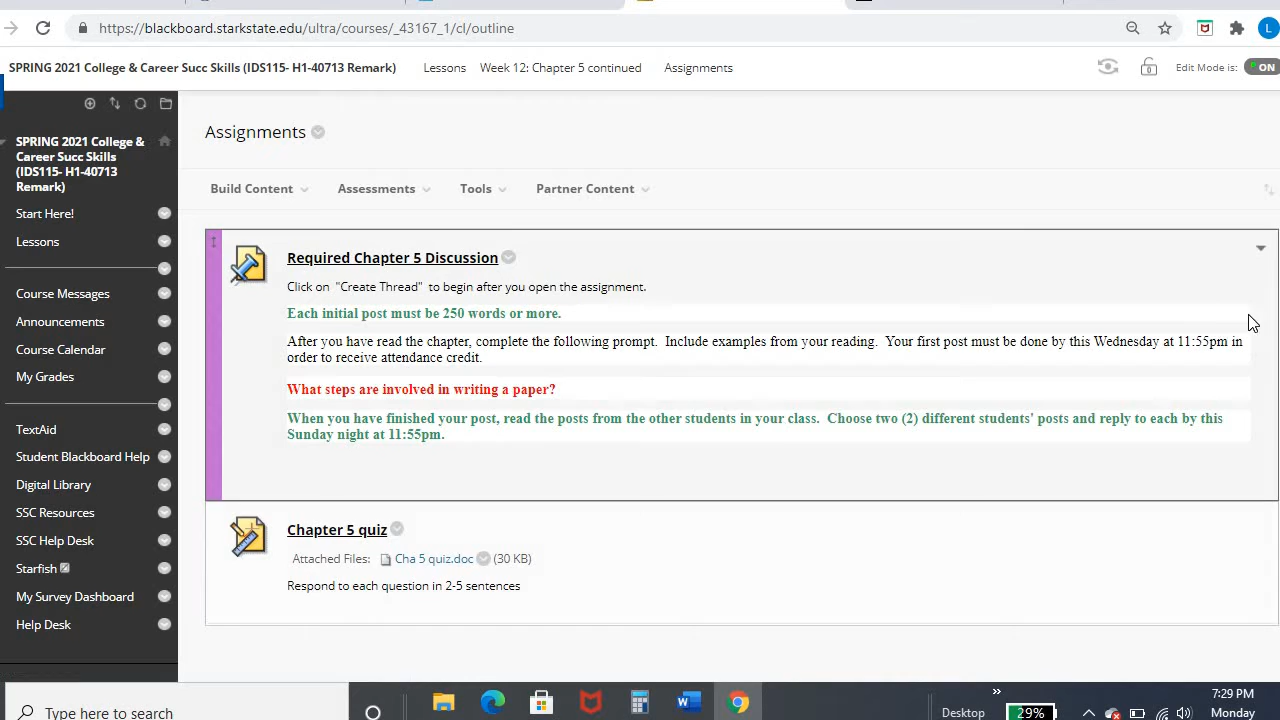 https://blackboard.starkstate.edu/ultra/courses/_43167_1/cl/outline
L
SPRING 2021 College & Career Succ Skills (IDS115- H1-40713 Remark) Lessons Week 12: Chapter 5 continued Assignments Edit Mode is: ON
SPRING 2021 College &
Career Succ Skills
(IDS115- H1-40713
Remark)
Start Here!
Lessons
Course Messages
Announcements
Course Calendar
My Grades
TextAid
Student Blackboard Help
Digital Library
SSC Resources
SSC Help Desk
Starfish
My Survey Dashboard
Help Desk
Assignments
Build Content Assessments Tools Partner Content
Required Chapter 5 Discussion
Click on "Create Thread" to begin after you open the assignment.
Each initial post must be 250 words or more.
After you have read the chapter, complete the following prompt. Include examples from your reading. Your first post must be done by this Wednesday at 11:55pm in
order to receive attendance credit.
What steps are involved in writing a paper?
When you have finished your post, read the posts from the other students in your class. Choose two (2) different students' posts and reply to each by this
Sunday night at 11:55pm.
Chapter 5 quiz
Attached Files: Cha 5 quiz.doc (30 KB)
Respond to each question in 2-5 sentences
Type here to search
Desktop
29%
7:29 PM
Monday